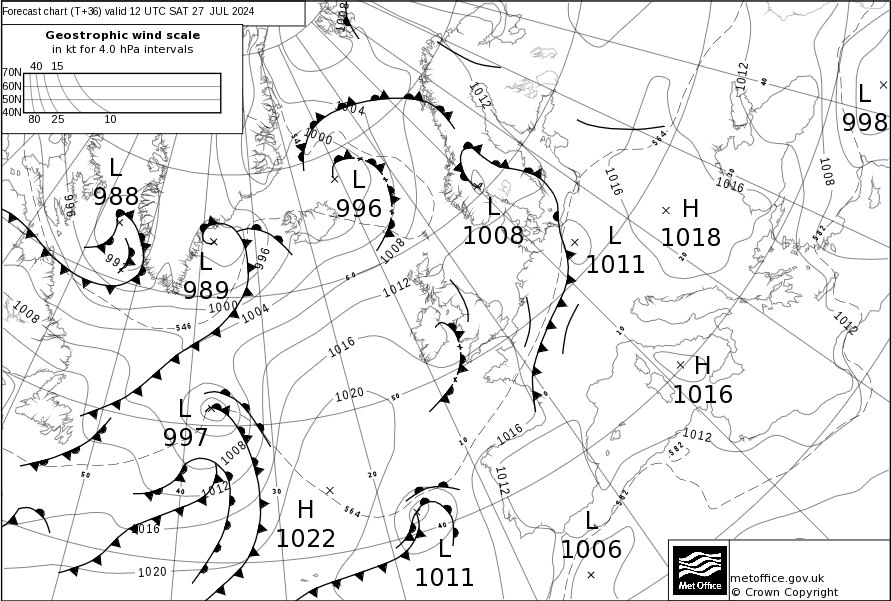 Forecast chart (T+36) valid 12 UTC SAT 27 JUL 2024
Geostrophic wind scale
in kt for 4.0 hPa intervals
40 15
70N
60N
50N
40N
80 25 10
1008
1004
1000
1012
1012
40
L
998
564
1016
1016
30
1008
L
988
996
L
996
L
1008
H
1018
L
1011
582
20
L
989
996
1008
60
1012
1000
1004
1008
546
1016
10
1012
H
1016
1020
50
L
997
1016
10
1012
582
1008
50
40
1012
30
20
1012
582
564
H
1022
1016
40
L
1006
L
1011
1020
Met Office
metoffice.gov.uk
© Crown Copyright